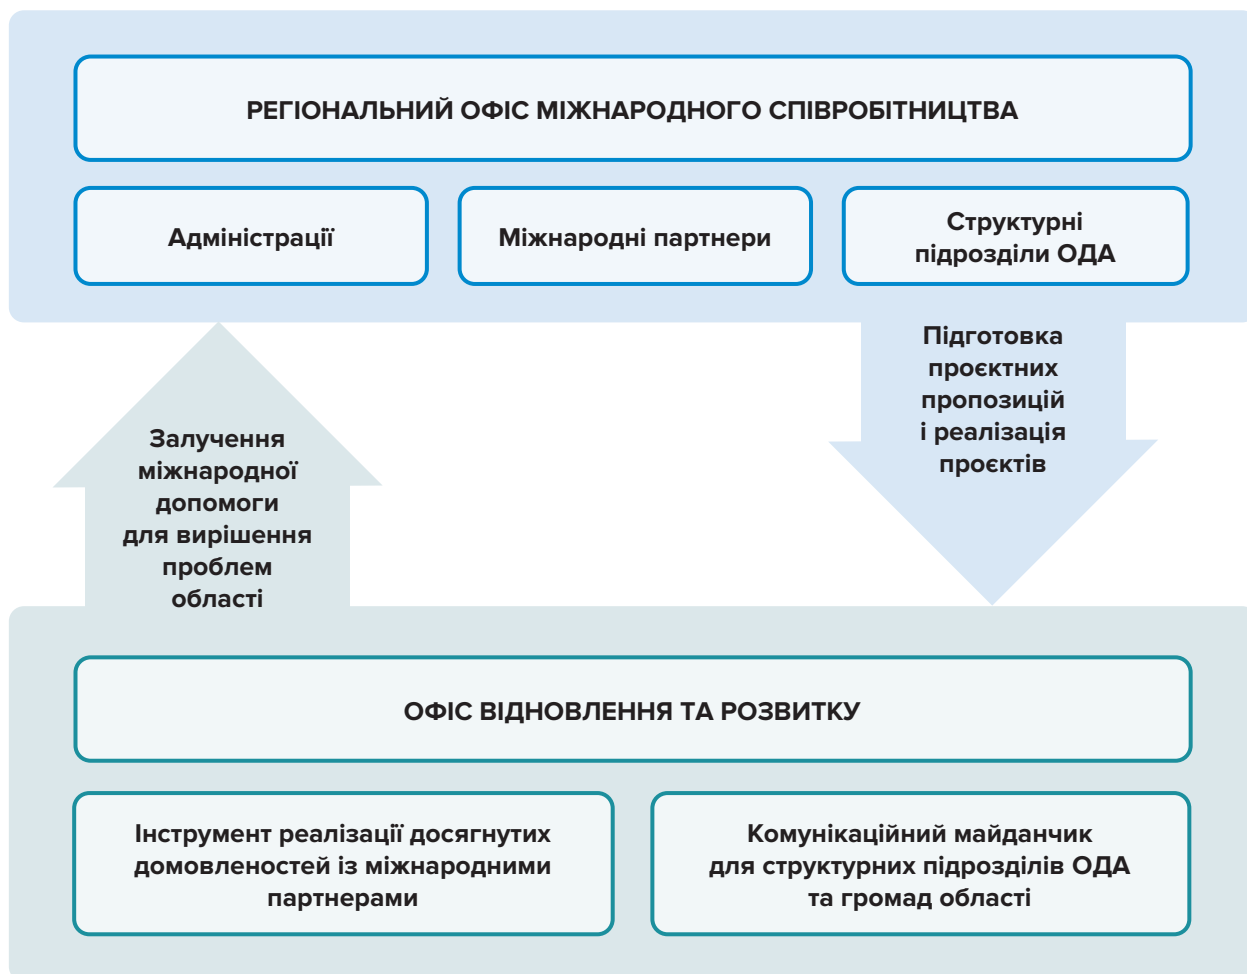 РЕГІОНАЛЬНИЙ ОФІС МІЖНАРОДНОГО СПІВРОБІТНИЦТВА
Адміністрації
Міжнародні партнери
Структурні
підрозділи ОДА
Залучення
міжнародної
допомоги
для вирішення
проблем
області
Підготовка
проєктних
пропозицій
і реалізація
проєктів
ОФІС ВІДНОВЛЕННЯ ТА РОЗВИТКУ
Інструмент реалізації досягнутих
домовленостей із міжнародними
партнерами
Комунікаційний майданчик
для структурних підрозділів ОДА
та громад області